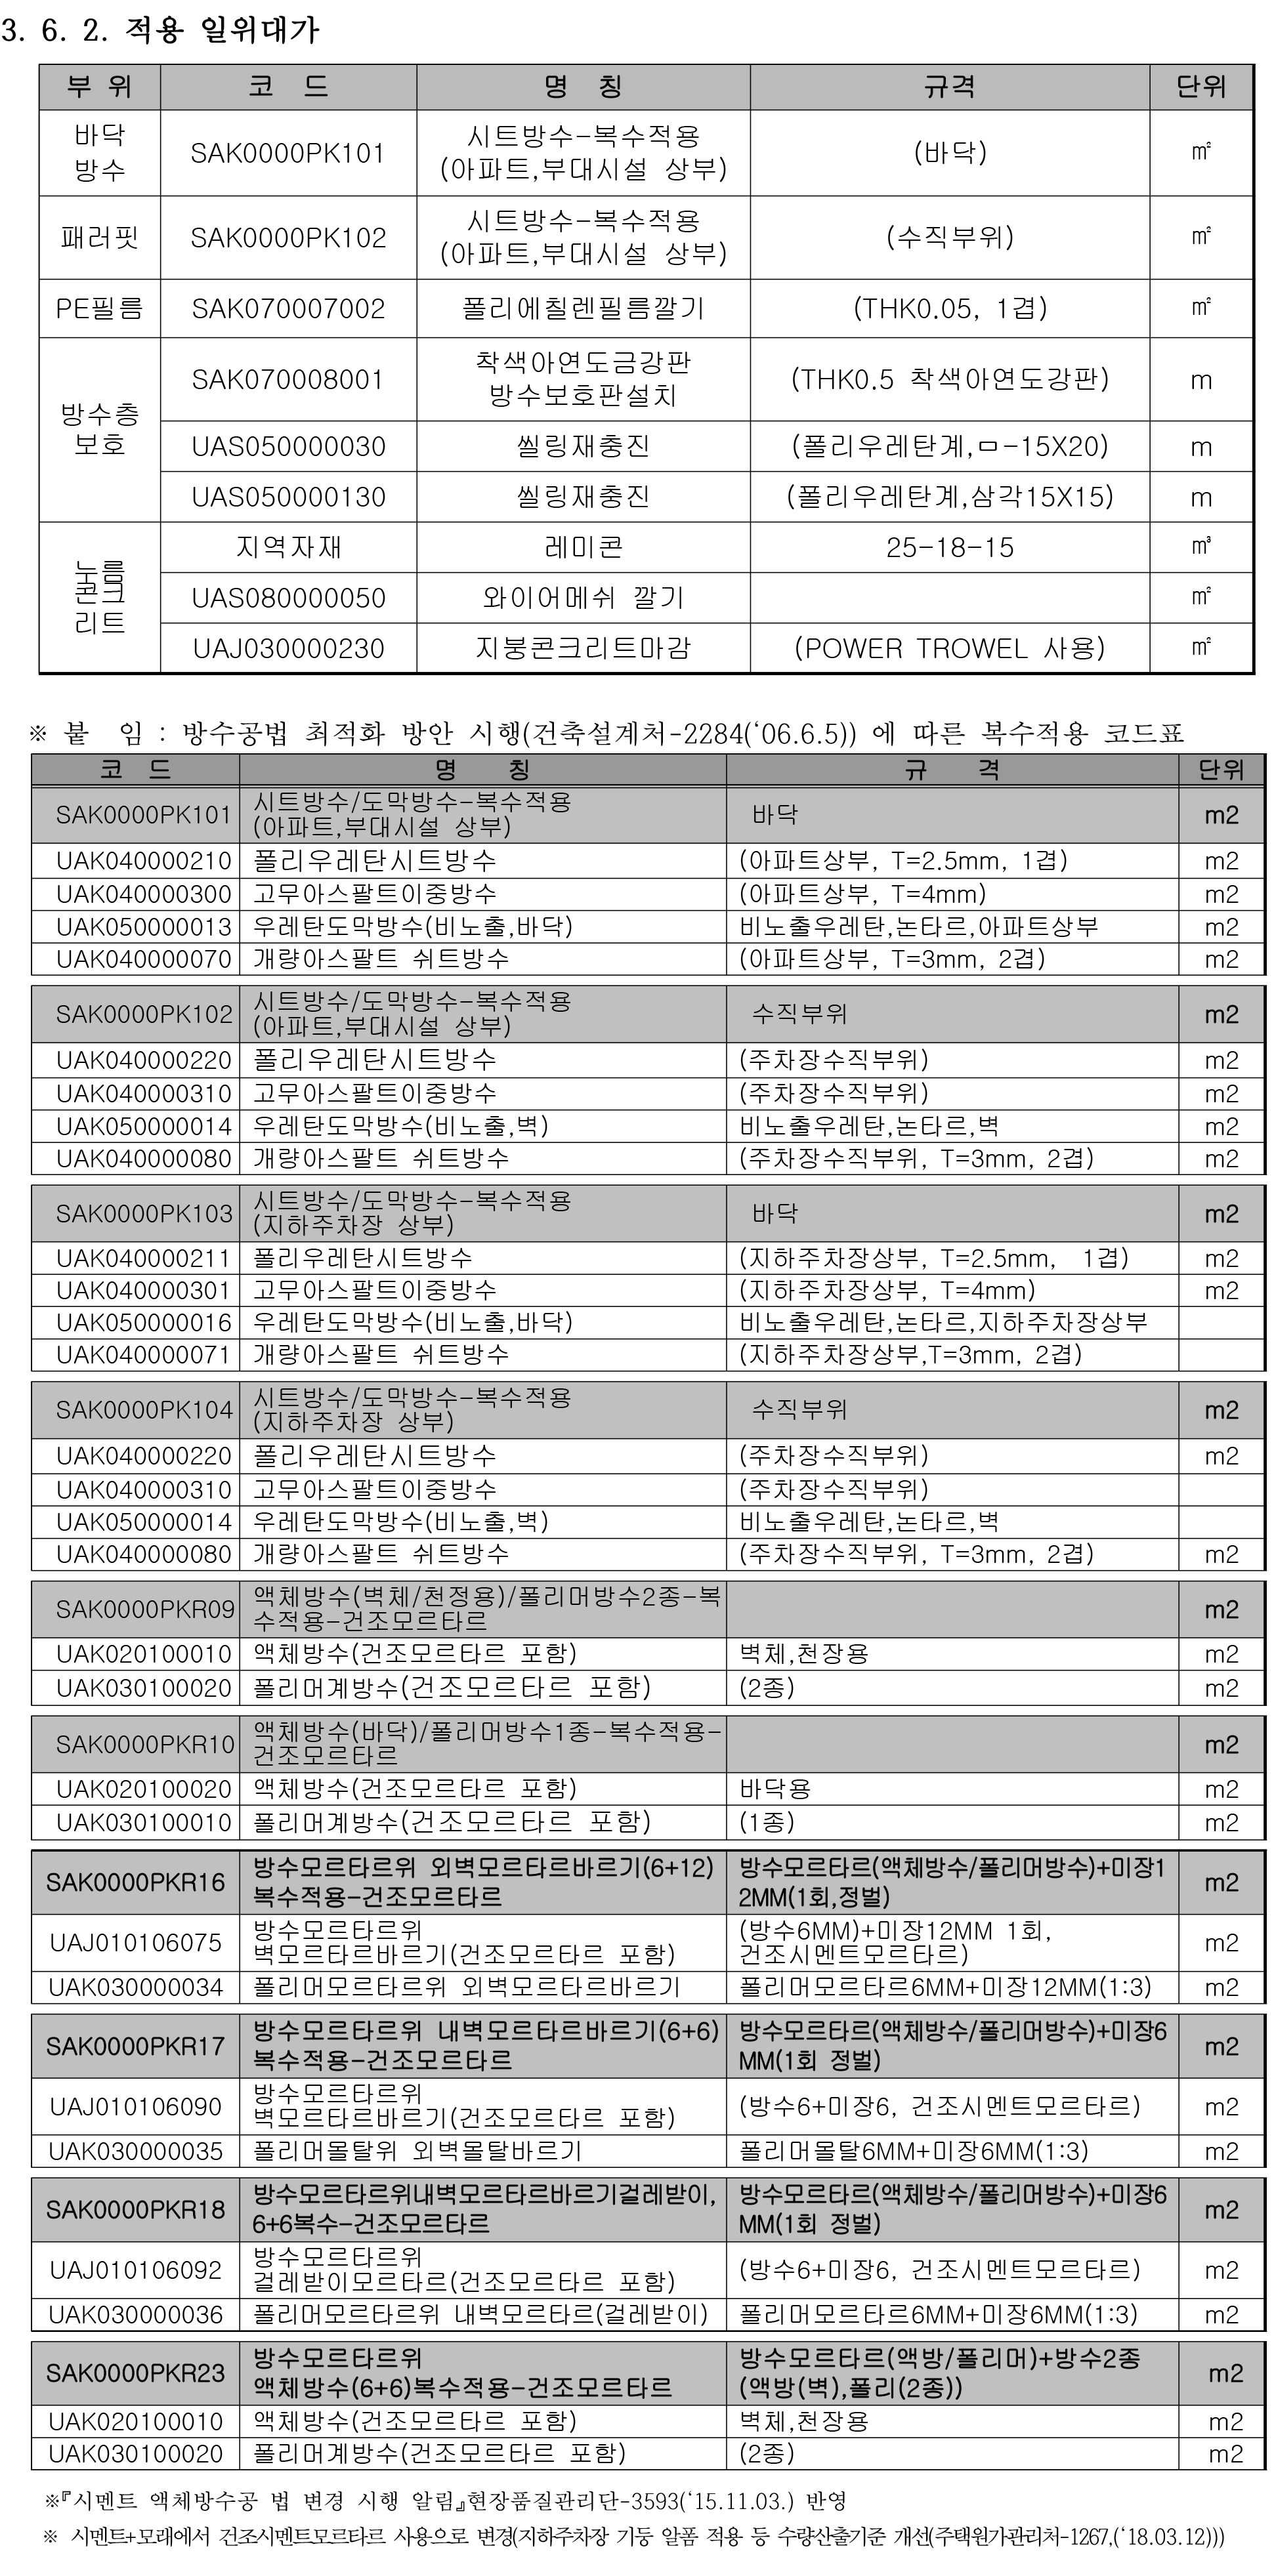 3. 6. 2. 적용 일위대가
부 위 코 드 명 칭 규격 단위
바닥
방수 SAK0000PK101 시트방수-복수적용
(아파트,부대시설 상부) (바닥) ㎡
패러핏 SAK0000PK102 시트방수-복수적용
(아파트,부대시설 상부) (수직부위) ㎡
PE필름 SAK070007002 폴리에칠렌필름깔기 (THK0.05, 1겹) ㎡
방수층
보호 SAK070008001 착색아연도금강판
방수보호판설치 (THK0.5 착색아연도강판) m
UAS050000030 씰링재충진 (폴리우레탄계,ㅁ-15X20) m
UAS050000130 씰링재충진 (폴리우레탄계,삼각15X15) m
누름
콘크
리트 지역자재 레미콘 25-18-15 ㎥
UAS080000050 와이어메쉬 깔기 ㎡
UAJ030000230 지붕콘크리트마감 (POWER TROWEL 사용) ㎡
※ 붙 임 : 방수공법 최적화 방안 시행(건축설계처-2284(‘06.6.5)) 에 따른 복수적용 코드표
코 드 명 칭 규 격 단위
SAK0000PK101 시트방수/도막방수-복수적용
(아파트,부대시설 상부) 바닥 m2
UAK040000210 폴리우레탄시트방수 (아파트상부, T=2.5mm, 1겹) m2
UAK040000300 고무아스팔트이중방수 (아파트상부, T=4mm) m2
UAK050000013 우레탄도막방수(비노출,바닥) 비노출우레탄,논타르,아파트상부 m2
UAK040000070 개량아스팔트 쉬트방수 (아파트상부, T=3mm, 2겹) m2
SAK0000PK102 시트방수/도막방수-복수적용
(아파트,부대시설 상부) 수직부위 m2
UAK040000220 폴리우레탄시트방수 (주차장수직부위) m2
UAK040000310 고무아스팔트이중방수 (주차장수직부위) m2
UAK050000014 우레탄도막방수(비노출,벽) 비노출우레탄,논타르,벽 m2
UAK040000080 개량아스팔트 쉬트방수 (주차장수직부위, T=3mm, 2겹) m2
SAK0000PK103 시트방수/도막방수-복수적용
(지하주차장 상부) 바닥 m2
UAK040000211 폴리우레탄시트방수 (지하주차장상부, T=2.5mm, 1겹) m2
UAK040000301 고무아스팔트이중방수 (지하주차장상부, T=4mm) m2
UAK050000016 우레탄도막방수(비노출,바닥) 비노출우레탄,논타르,지하주차장상부
UAK040000071 개량아스팔트 쉬트방수 (지하주차장상부,T=3mm, 2겹)
SAK0000PK104 시트방수/도막방수-복수적용
(지하주차장 상부) 수직부위 m2
UAK040000220 폴리우레탄시트방수 (주차장수직부위) m2
UAK040000310 고무아스팔트이중방수 (주차장수직부위)
UAK050000014 우레탄도막방수(비노출,벽) 비노출우레탄,논타르,벽
UAK040000080 개량아스팔트 쉬트방수 (주차장수직부위, T=3mm, 2겹) m2
SAK0000PKR09 액체방수(벽체/천정용)/폴리머방수2종-복
수적용-건조모르타르 m2
UAK020100010 액체방수(건조모르타르 포함) 벽체,천장용 m2
UAK030100020 폴리머계방수(건조모르타르 포함) (2종) m2
SAK0000PKR10 액체방수(바닥)/폴리머방수1종-복수적용-
건조모르타르 m2
UAK020100020 액체방수(건조모르타르 포함) 바닥용 m2
UAK030100010 폴리머계방수(건조모르타르 포함) (1종) m2
SAK0000PKR16 방수모르타르위 외벽모르타르바르기(6+12)
복수적용-건조모르타르 방수모르타르(액체방수/폴리머방수)+미장1
2MM(1회,정벌) m2
UAJ010106075 방수모르타르위
벽모르타르바르기(건조모르타르 포함) (방수6MM)+미장12MM 1회,
건조시멘트모르타르) m2
UAK030000034 폴리머모르타르위 외벽모르타르바르기 폴리머모르타르6MM+미장12MM(1:3) m2
SAK0000PKR17 방수모르타르위 내벽모르타르바르기(6+6)
복수적용-건조모르타르 방수모르타르(액체방수/폴리머방수)+미장6
MM(1회 정벌) m2
UAJ010106090 방수모르타르위
벽모르타르바르기(건조모르타르 포함) (방수6+미장6, 건조시멘트모르타르) m2
UAK030000035 폴리머몰탈위 외벽몰탈바르기 폴리머몰탈6MM+미장6MM(1:3) m2
SAK0000PKR18 방수모르타르위내벽모르타르바르기걸레받이,
6+6복수-건조모르타르 방수모르타르(액체방수/폴리머방수)+미장6
MM(1회 정벌) m2
UAJ010106092 방수모르타르위
걸레받이모르타르(건조모르타르 포함) (방수6+미장6, 건조시멘트모르타르) m2
UAK030000036 폴리머모르타르위 내벽모르타르(걸레받이) 폴리머모르타르6MM+미장6MM(1:3) m2
SAK0000PKR23 방수모르타르위
액체방수(6+6)복수적용-건조모르타르 방수모르타르(액방/폴리머)+방수2종
(액방(벽),폴리(2종)) m2
UAK020100010 액체방수(건조모르타르 포함) 벽체,천장용 m2
UAK030100020 폴리머계방수(건조모르타르 포함) (2종) m2
※『시멘트 액체방수공 법 변경 시행 알림』현장품질관리단-3593(‘15.11.03.) 반영
※ 시멘트+모래에서 건조시멘트모르타르 사용으로 변경(지하주차장 기둥 알폼 적용 등 수량산출기준 개선(주택원가관리처-1267,(‘18.03.12)))